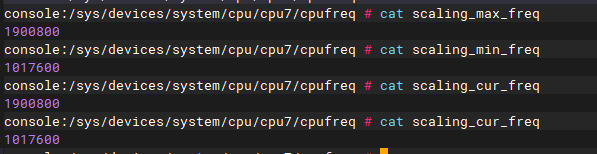 console:/sys/devices/system/cpu/cpu7/cpufreq # cat scaling_max_freq
1900800
console:/sys/devices/system/cpu/cpu7/cpufreq # cat scaling_min_freq
1017600
console:/sys/devices/system/cpu/cpu7/cpufreq # cat scaling_cur_freq
1900800
console:/sys/devices/system/cpu/cpu7/cpufreq # cat scaling_cur_freq
1017600